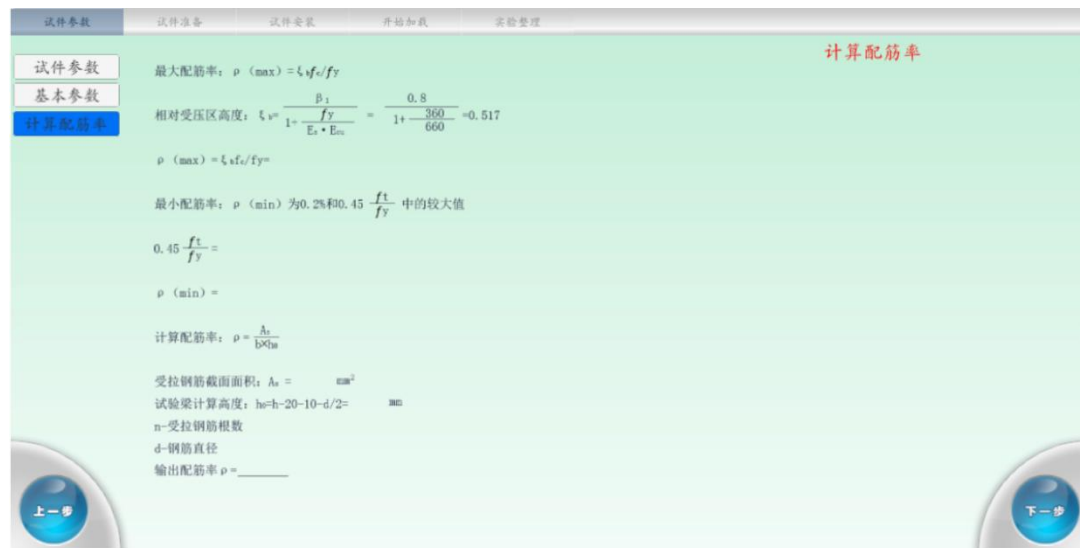 试件参数 试件准备 试件安装 开始加载 实验整理
计算配筋率
试件参数
基本参数
计算配筋率
最大配筋率：ρ（max）=ξbfc/fy
相对受压区高度：ξb= β1 / 1+ fy / Es•Ecu = 0.8 / 1+ 360 / 660 =0.517
ρ（max）=ξbfc/fy=
最小配筋率：ρ（min）为0.2%和0.45 ft / fy 中的较大值
0.45 ft / fy =
ρ（min）=
计算配筋率：ρ= As / b×h0
受拉钢筋截面面积：As = mm²
试验梁计算高度：h0=h-20-10-d/2= mm
n-受拉钢筋根数
d-钢筋直径
输出配筋率ρ=________
上一步
下一步